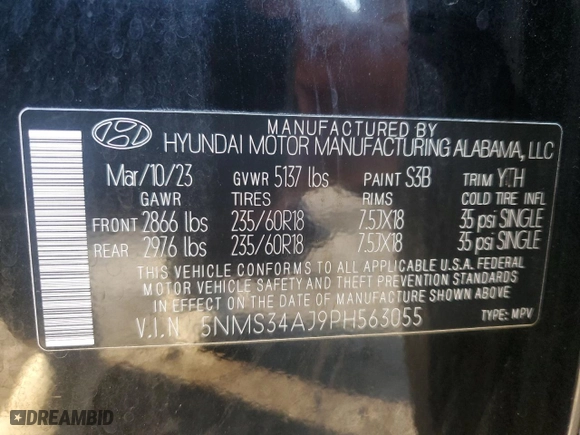 MANUFACTURED BY
HYUNDAI MOTOR MANUFACTURING ALABAMA, LLC
Mar/10/23 GVWR 5137 lbs PAINT S3B TRIM YTH
GAWR TIRES RIMS COLD TIRE INFL
FRONT 2866 lbs 235/60R18 7.5JX18 35 psi SINGLE
REAR 2976 lbs 235/60R18 7.5JX18 35 psi SINGLE
THIS VEHICLE CONFORMS TO ALL APPLICABLE U.S.A. FEDERAL
MOTOR VEHICLE SAFETY AND THEFT PREVENTION STANDARDS
IN EFFECT ON THE DATE OF MANUFACTURE SHOWN ABOVE.
V.I.N. 5NMS34AJ9PH563055 TYPE: MPV
DREAMBID